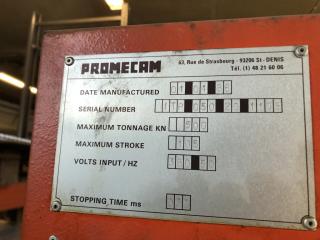 PROMECAM
63, Rue de Strasbourg - 93206 St - DENIS
Tél. (1) 48 21 60 06
DATE MANUFACTURED
SERIAL NUMBER
MAXIMUM TONNAGE KN
MAXIMUM STROKE
VOLTS INPUT/HZ
STOPPING TIME ms